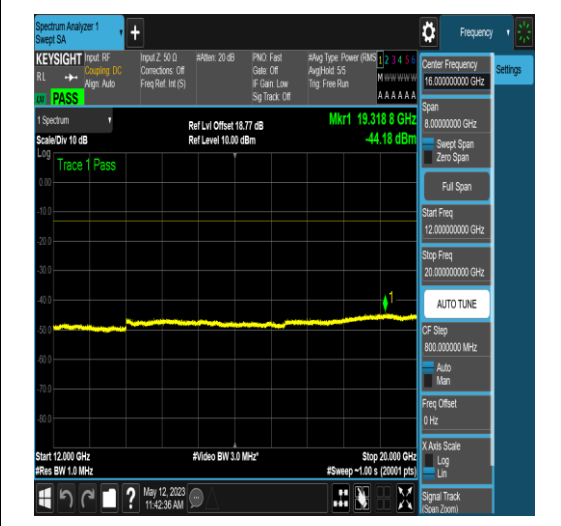 Spectrum Analyzer 1
Swept SA
+
Frequency
KEYSIGHT
RL
Align: Auto
PASS
Input: RF
Coupling: DC
Input Z: 50 Ω
Corrections: Off
Freq Ref: Int (S)
#Atten: 20 dB
PNO: Fast
Gate: Off
IF Gain: Low
Sig Track: Off
#Avg Type: Power (RMS
Avg|Hold: 5/5
Trig: Free Run
1 2 3 4 5 6
M W W W W W
A A A A A A
1 Spectrum
Scale/Div 10 dB
Ref Lvl Offset 18.77 dB
Ref Level 10.00 dBm
Mkr1 19.318 8 GHz
-44.18 dBm
Log
Trace 1 Pass
0.00
-10.0
-20.0
-30.0
-40.0
-50.0
-60.0
-70.0
-80.0
1
Start 12.000 GHz
#Res BW 1.0 MHz
#Video BW 3.0 MHz*
Stop 20.000 GHz
#Sweep ~1.00 s (20001 pts)
Center Frequency
16.000000000 GHz
Settings
Span
8.00000000 GHz
Swept Span
Zero Span
Full Span
Start Freq
12.000000000 GHz
Stop Freq
20.000000000 GHz
AUTO TUNE
CF Step
800.000000 MHz
Auto
Man
Freq Offset
0 Hz
X Axis Scale
Log
Lin
Signal Track
(Span Zoom)
?
May 12, 2023
11:42:36 AM